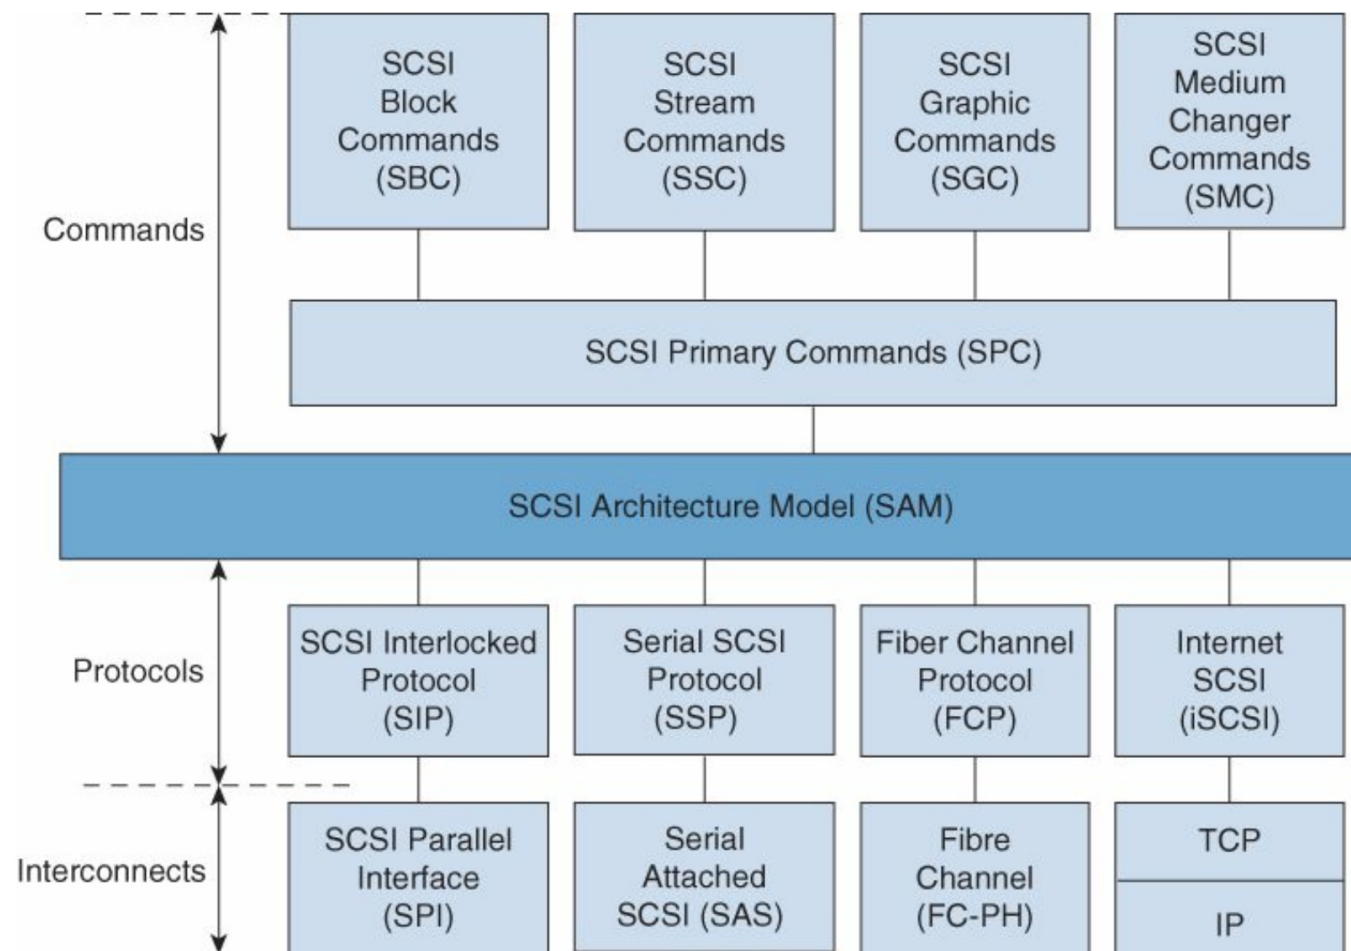 SCSI
Block
Commands
(SBC)
SCSI
Stream
Commands
(SSC)
SCSI
Graphic
Commands
(SGC)
SCSI
Medium
Changer
Commands
(SMC)
Commands
SCSI Primary Commands (SPC)
SCSI Architecture Model (SAM)
Protocols
SCSI Interlocked
Protocol
(SIP)
Serial SCSI
Protocol
(SSP)
Fiber Channel
Protocol
(FCP)
Internet
SCSI
(iSCSI)
Interconnects
SCSI Parallel
Interface
(SPI)
Serial
Attached
SCSI (SAS)
Fibre
Channel
(FC-PH)
TCP
IP